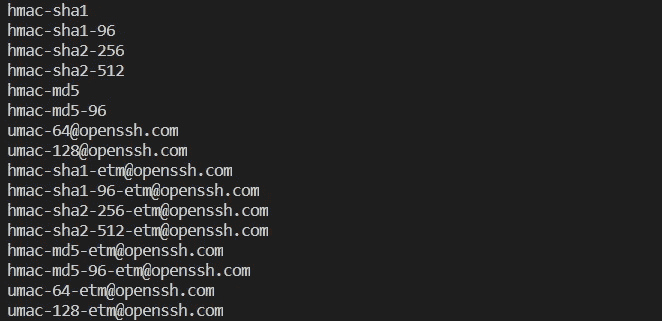 hmac-sha1
hmac-sha1-96
hmac-sha2-256
hmac-sha2-512
hmac-md5
hmac-md5-96
umac-64@openssh.com
umac-128@openssh.com
hmac-sha1-etm@openssh.com
hmac-sha1-96-etm@openssh.com
hmac-sha2-256-etm@openssh.com
hmac-sha2-512-etm@openssh.com
hmac-md5-etm@openssh.com
hmac-md5-96-etm@openssh.com
umac-64-etm@openssh.com
umac-128-etm@openssh.com